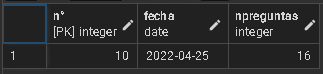 n° fecha npreguntas
[PK] integer date integer
1 10 2022-04-25 16